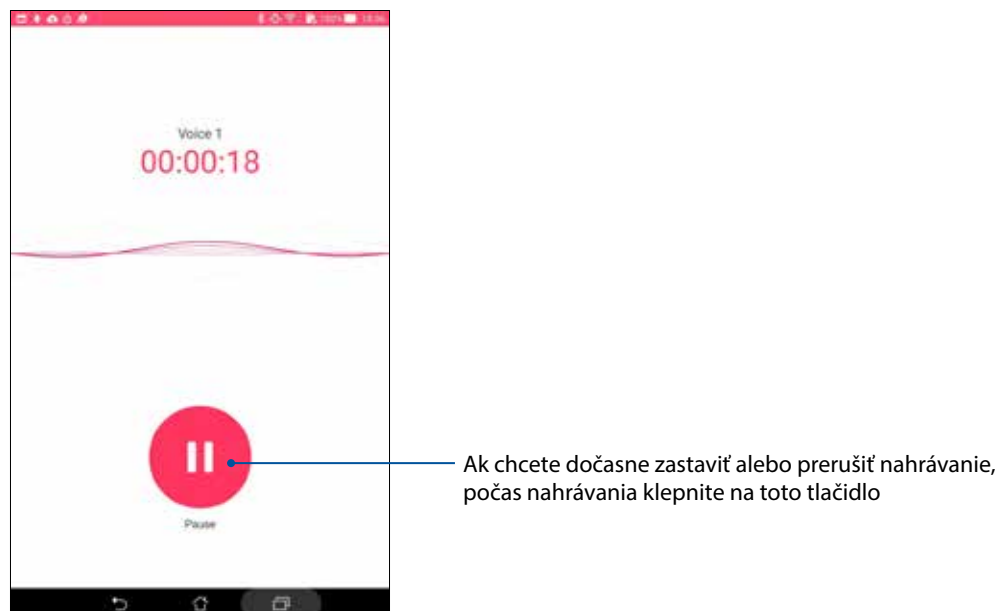 Voice 1
00:00:18
Pause
Ak chcete dočasne zastaviť alebo prerušiť nahrávanie,
počas nahrávania klepnite na toto tlačidlo